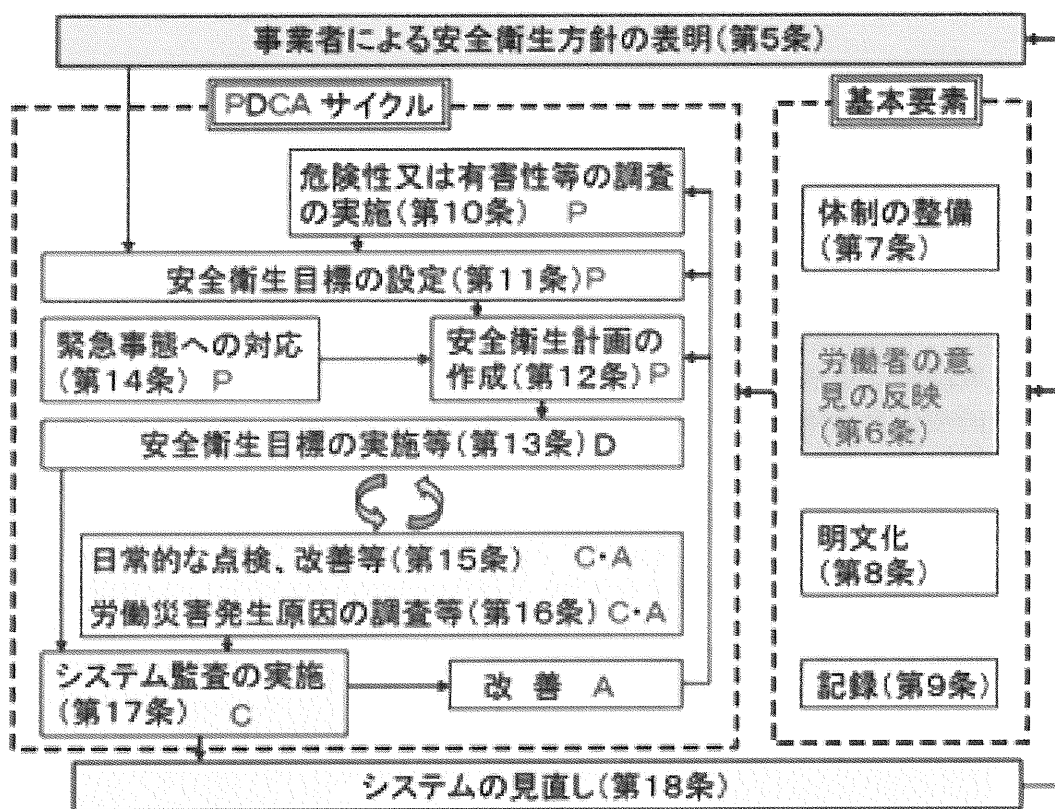 事業者による安全衛生方針の表明(第5条)
PDCA サイクル
危険性又は有害性等の調査
の実施(第10条) P
安全衛生目標の設定(第11条)P
緊急事態への対応
(第14条) P
安全衛生計画の
作成(第12条)P
安全衛生目標の実施等(第13条)D
日常的な点検、改善等(第15条) C・A
労働災害発生原因の調査等(第16条)C・A
システム監査の実施
(第17条) C
改 善 A
基本要素
体制の整備
(第7条)
労働者の意
見の反映
(第6条)
明文化
(第8条)
記録(第9条)
システムの見直し(第18条)